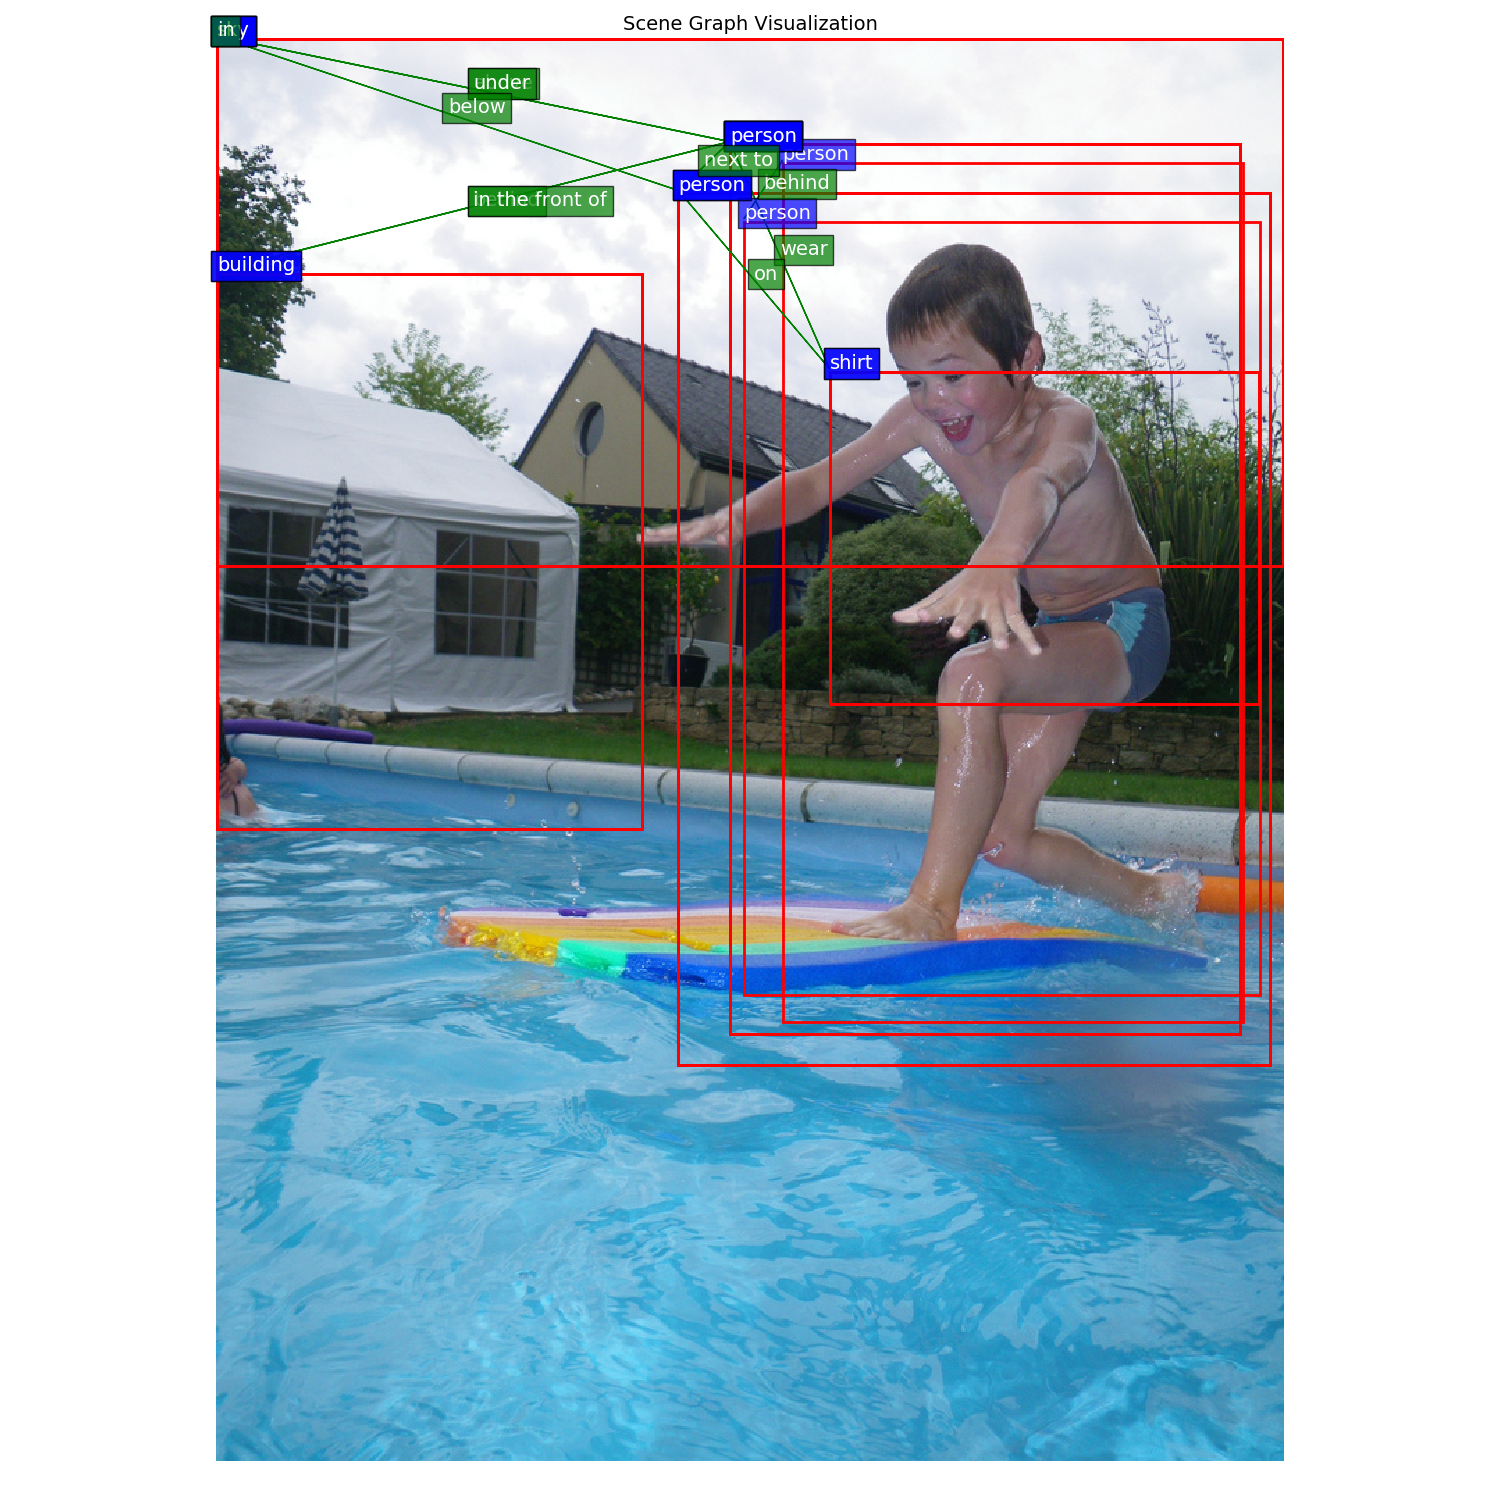 Scene Graph Visualization
in
under
below
person
person
next to
person
behind
person
in the front of
wear
building
on
shirt